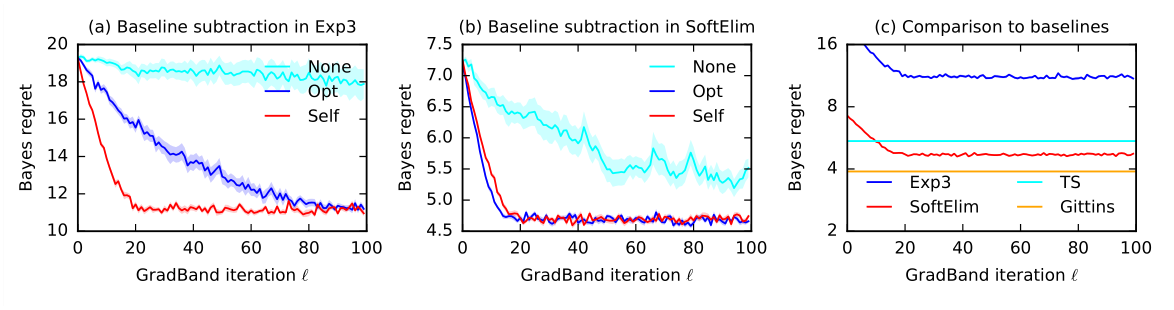 (a) Baseline subtraction in Exp3
20
18
16
14
12
10
0 20 40 60 80 100
Bayes regret
GradBand iteration ℓ
None
Opt
Self
(b) Baseline subtraction in SoftElim
7.5
7.0
6.5
6.0
5.5
5.0
4.5
0 20 40 60 80 100
Bayes regret
GradBand iteration ℓ
None
Opt
Self
(c) Comparison to baselines
16
8
4
2
0 20 40 60 80 100
Bayes regret
GradBand iteration ℓ
Exp3 TS
SoftElim Gittins